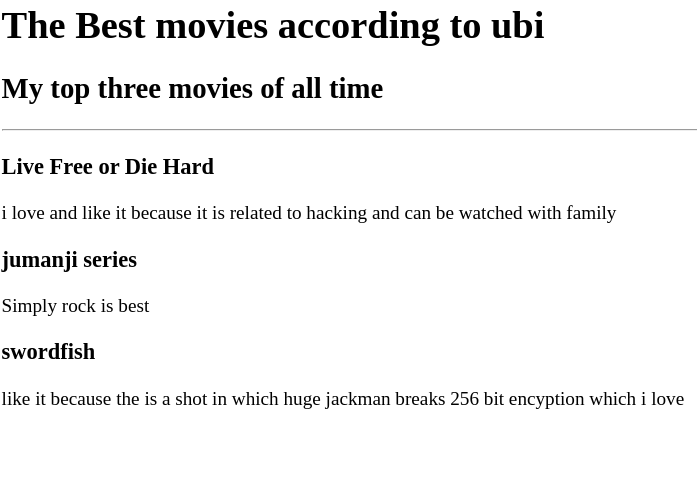 The Best movies according to ubi
My top three movies of all time
Live Free or Die Hard
i love and like it because it is related to hacking and can be watched with family
jumanji series
Simply rock is best
swordfish
like it because the is a shot in which huge jackman breaks 256 bit encyption which i love